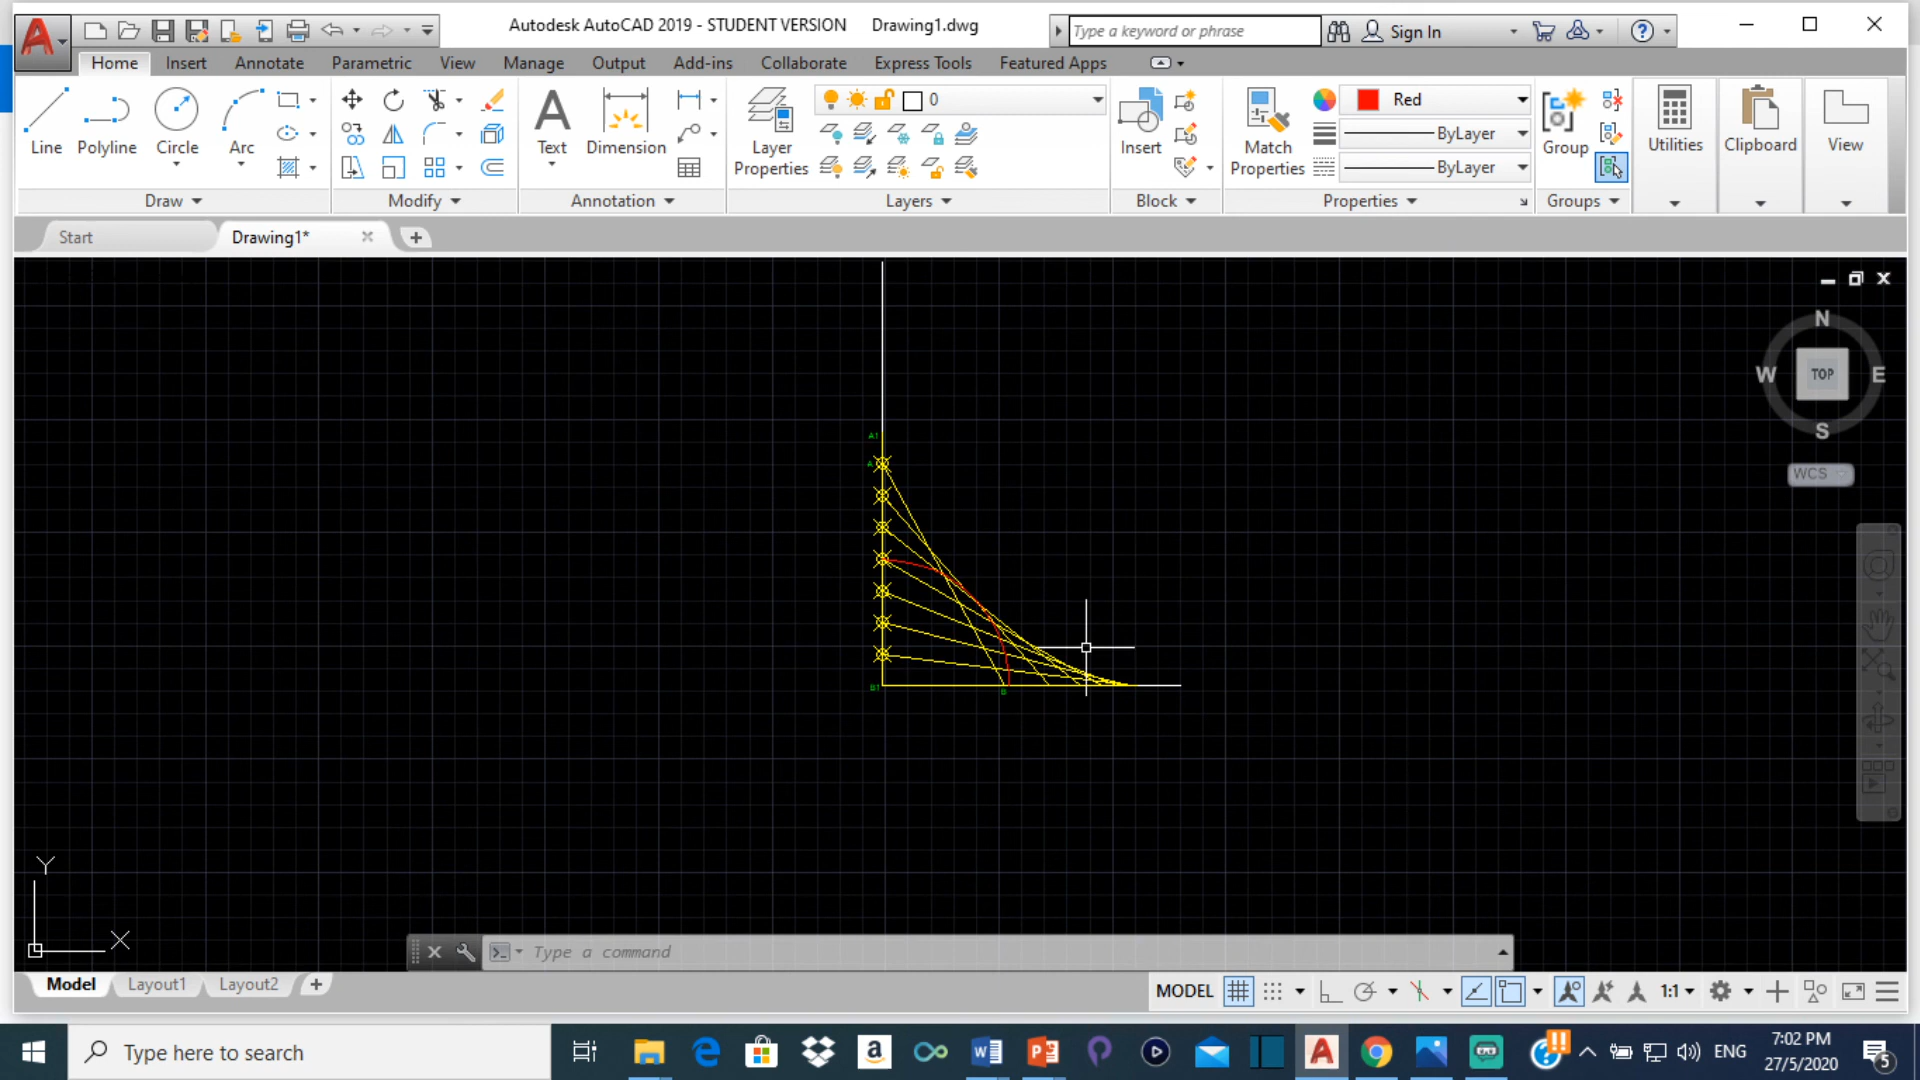 Autodesk AutoCAD 2019 - STUDENT VERSION Drawing1.dwg
Type a keyword or phrase
Sign In
Home Insert Annotate Parametric View Manage Output Add-ins Collaborate Express Tools Featured Apps
0
Red
Line Polyline Circle Arc
Text Dimension
Layer
Properties
Insert
Match
Properties
ByLayer
ByLayer
Group
Utilities Clipboard View
Draw Modify Annotation Layers Block Properties Groups
Start Drawing1*
N
W TOP E
S
WCS
A1
A
B1 B
Y
X
Type a command
Model Layout1 Layout2
MODEL 1:1
Type here to search
ENG
7:02 PM
27/5/2020
5